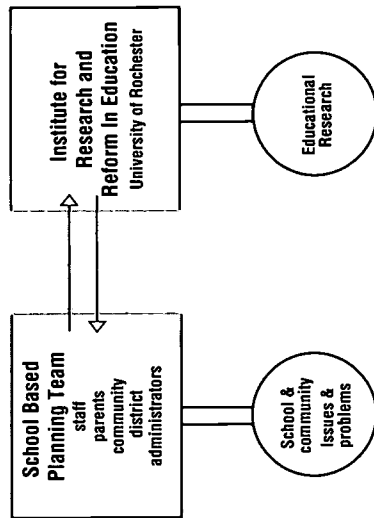 School Based
Planning Team
staff
parents
community
district
administrators
School &
community
Issues &
problems
Institute for
Research and
Reform In Education
University of Rochester
Educational
Research